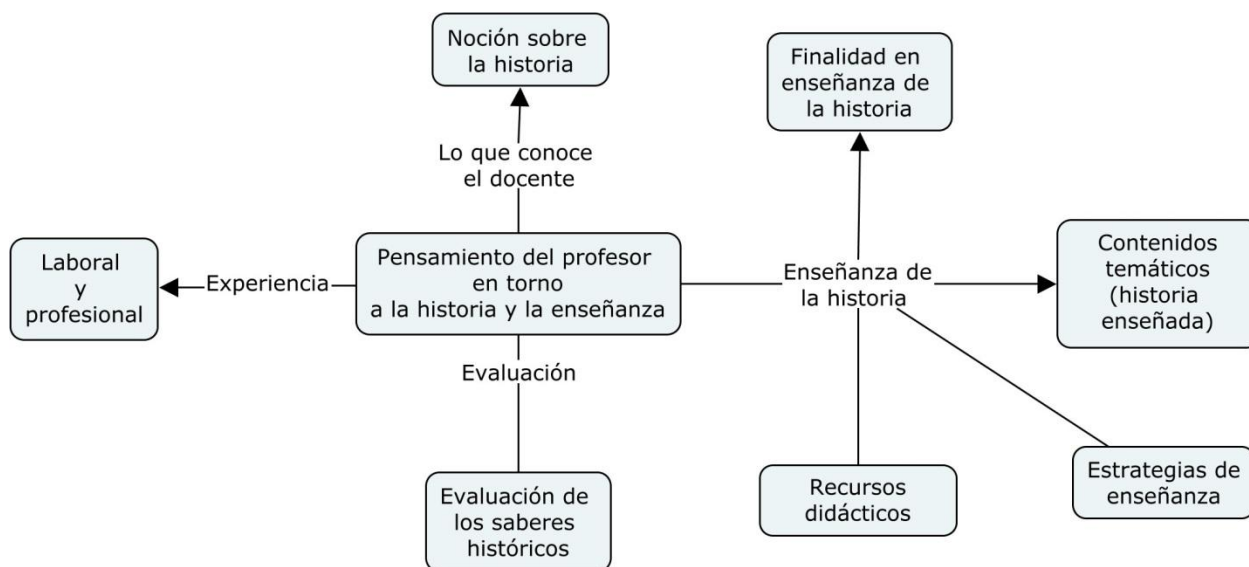 Noción sobre
la historia
Finalidad en
enseñanza de
la historia
Lo que conoce
el docente
Laboral
y
profesional
Experiencia
Pensamiento del profesor
en torno
a la historia y la enseñanza
Enseñanza de
la historia
Contenidos
temáticos
(historia
enseñada)
Evaluación
Evaluación de
los saberes
históricos
Recursos
didácticos
Estrategias de
enseñanza